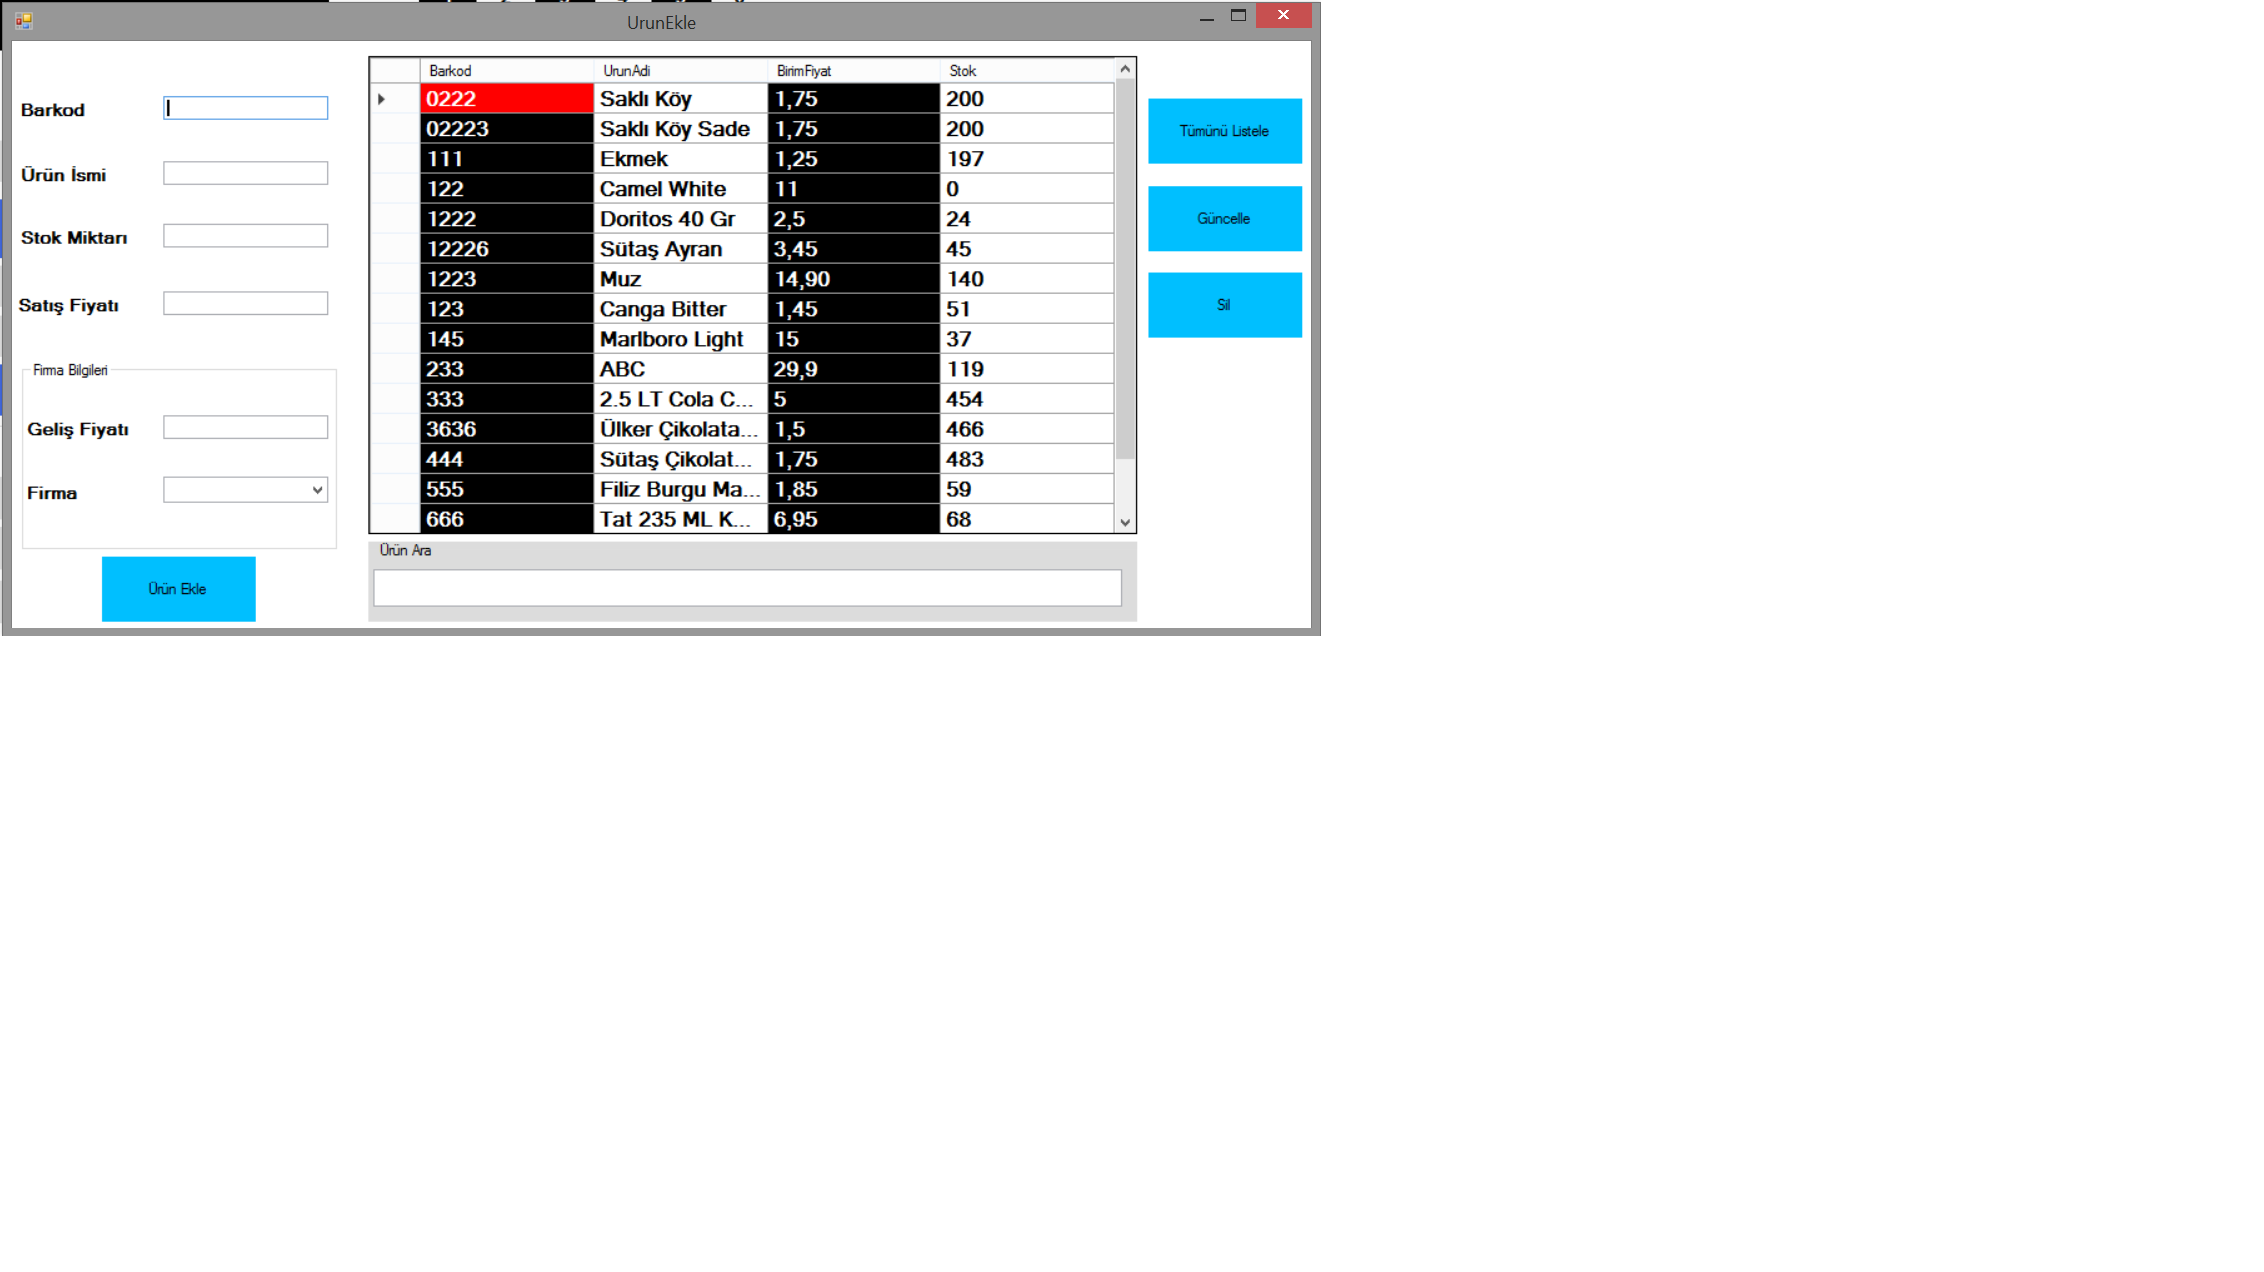 UrunEkle
Barkod
Ürün İsmi
Stok Miktarı
Satış Fiyatı
Firma Bilgileri
Geliş Fiyatı
Firma
Ürün Ekle
Barkod UrunAdi BirimFiyat Stok
0222 Saklı Köy 1,75 200
02223 Saklı Köy Sade 1,75 200
111 Ekmek 1,25 197
122 Camel White 11 0
1222 Doritos 40 Gr 2,5 24
12226 Sütaş Ayran 3,45 45
1223 Muz 14,90 140
123 Canga Bitter 1,45 51
145 Marlboro Light 15 37
233 ABC 29,9 119
333 2.5 LT Cola C... 5 454
3636 Ülker Çikolata... 1,5 466
444 Sütaş Çikolat... 1,75 483
555 Filiz Burgu Ma... 1,85 59
666 Tat 235 ML K... 6,95 68
Ürün Ara
Tümünü Listele
Güncelle
Sil